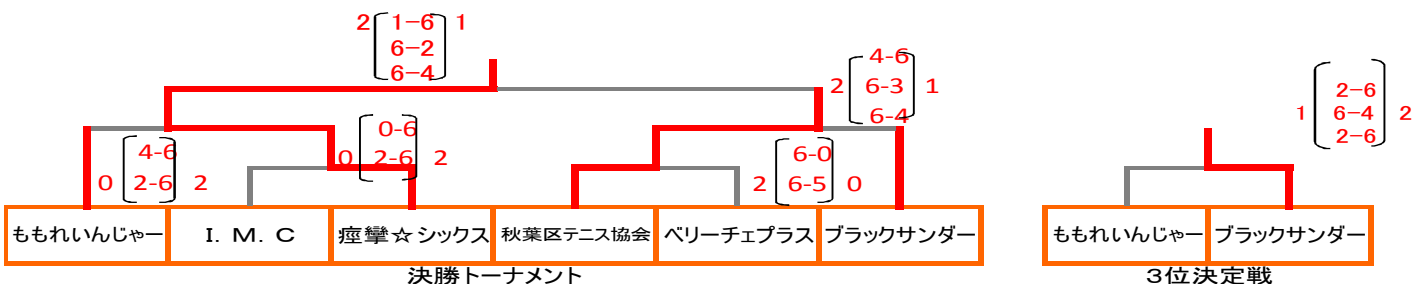 2 1-6 1
6-2
6-4
4-6
2 6-3 1
6-4
2-6
1 6-4 2
2-6
0-6
0 2-6 2
4-6
0 2-6 2
6-0
2 6-5 0
ももれいんじゃー I. M. C 痙攣☆シックス 秋葉区テニス協会 ベリーチェプラス ブラックサンダー
決勝トーナメント
ももれいんじゃー ブラックサンダー
3位決定戦